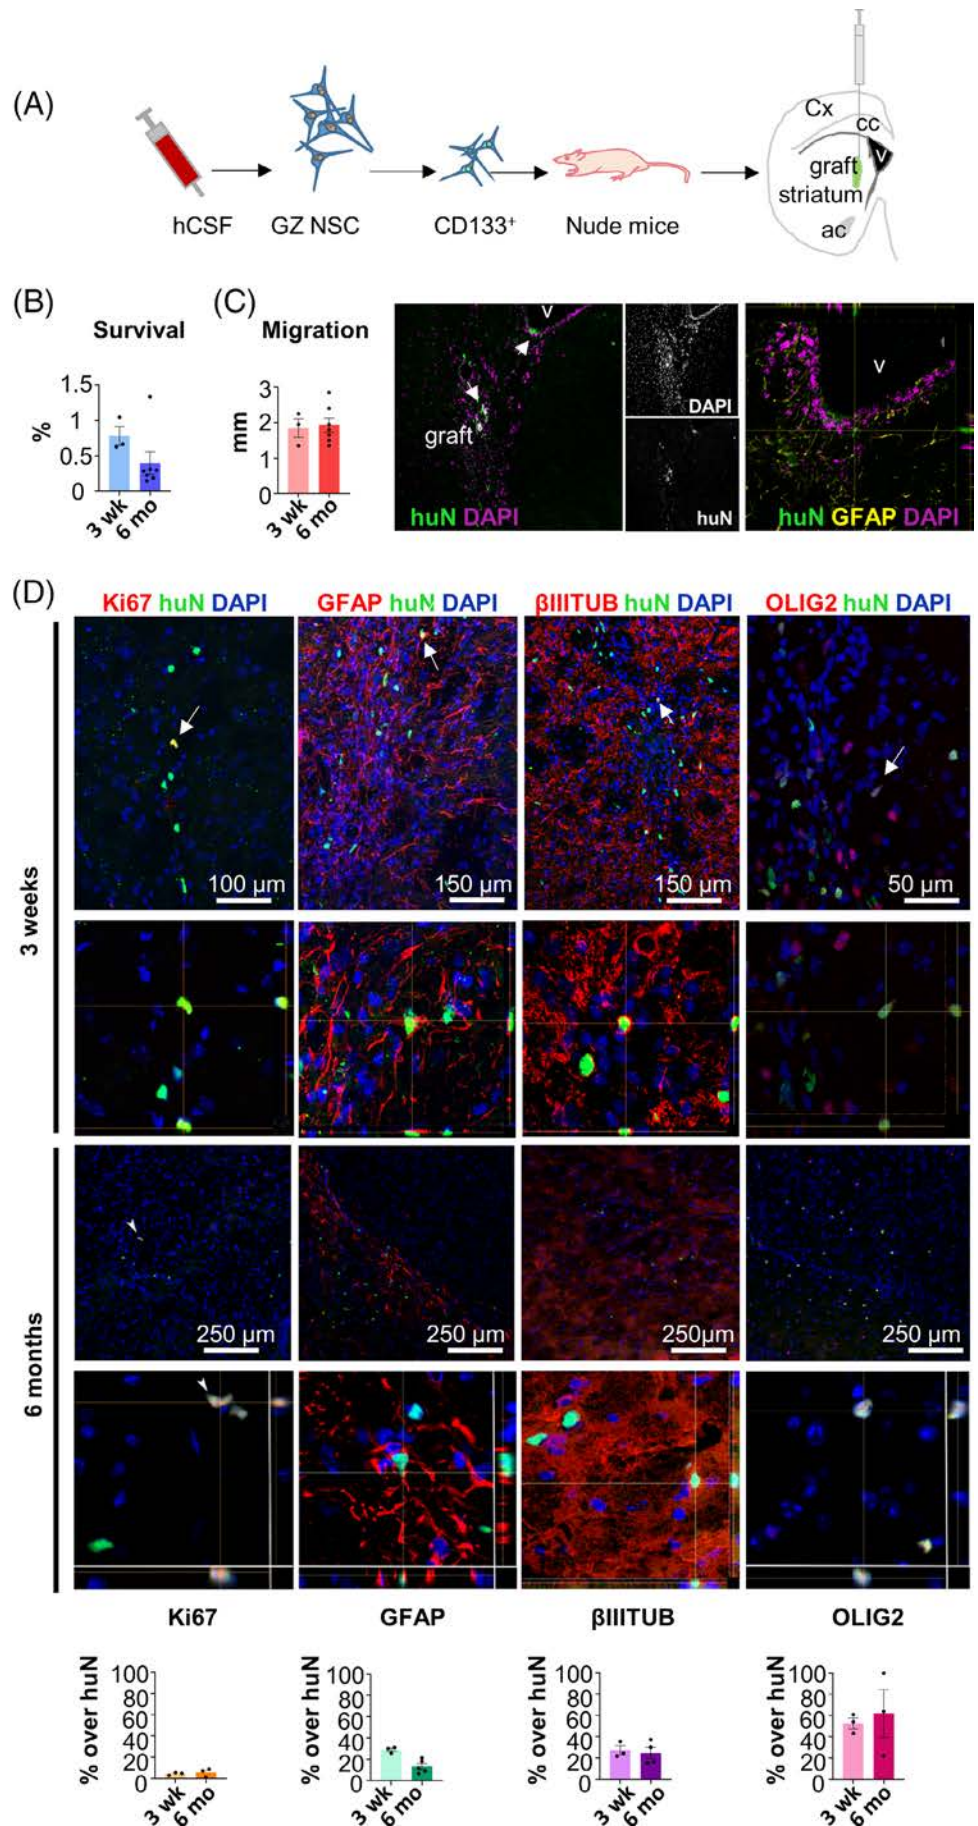 (A)
Cx
cc
v
graft
striatum
ac
hCSF
GZ NSC
CD133⁺
Nude mice
(B)
Survival
%
1.5
1
0.5
0
3 wk
6 mo
(C)
Migration
mm
3
2
1
0
3 wk
6 mo
v
graft
huN DAPI
DAPI
huN
v
huN GFAP DAPI
(D)
Ki67 huN DAPI
GFAP huN DAPI
βIIITUB huN DAPI
OLIG2 huN DAPI
3 weeks
100 µm
150 µm
150 µm
50 µm
6 months
250 µm
250 µm
250µm
250 µm
Ki67
GFAP
βIIITUB
OLIG2
% over huN
100
80
60
40
20
0
3 wk
6 mo
% over huN
100
80
60
40
20
0
3 wk
6 mo
% over huN
100
80
60
40
20
0
3 wk
6 mo
% over huN
100
80
60
40
20
0
3 wk
6 mo